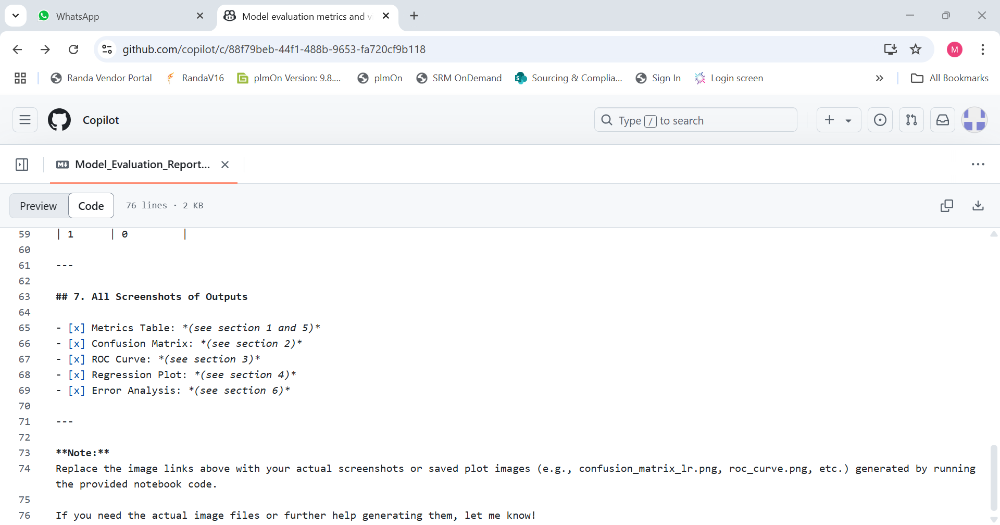 WhatsApp
Model evaluation metrics and v
github.com/copilot/c/88f79beb-44f1-488b-9653-fa720cf9b118
M
Randa Vendor Portal
RandaV16
plmOn Version: 9.8....
plmOn
SRM OnDemand
Sourcing & Complia...
Sign In
Login screen
All Bookmarks
Copilot
Type / to search
Model_Evaluation_Report...
Preview
Code
76 lines · 2 KB
59 | 1 | 0 |
60
61 ---
62
63 ## 7. All Screenshots of Outputs
64
65 - [x] Metrics Table: *(see section 1 and 5)*
66 - [x] Confusion Matrix: *(see section 2)*
67 - [x] ROC Curve: *(see section 3)*
68 - [x] Regression Plot: *(see section 4)*
69 - [x] Error Analysis: *(see section 6)*
70
71 ---
72
73 **Note:**
74 Replace the image links above with your actual screenshots or saved plot images (e.g., confusion_matrix_lr.png, roc_curve.png, etc.) generated by running
the provided notebook code.
75
76 If you need the actual image files or further help generating them, let me know!